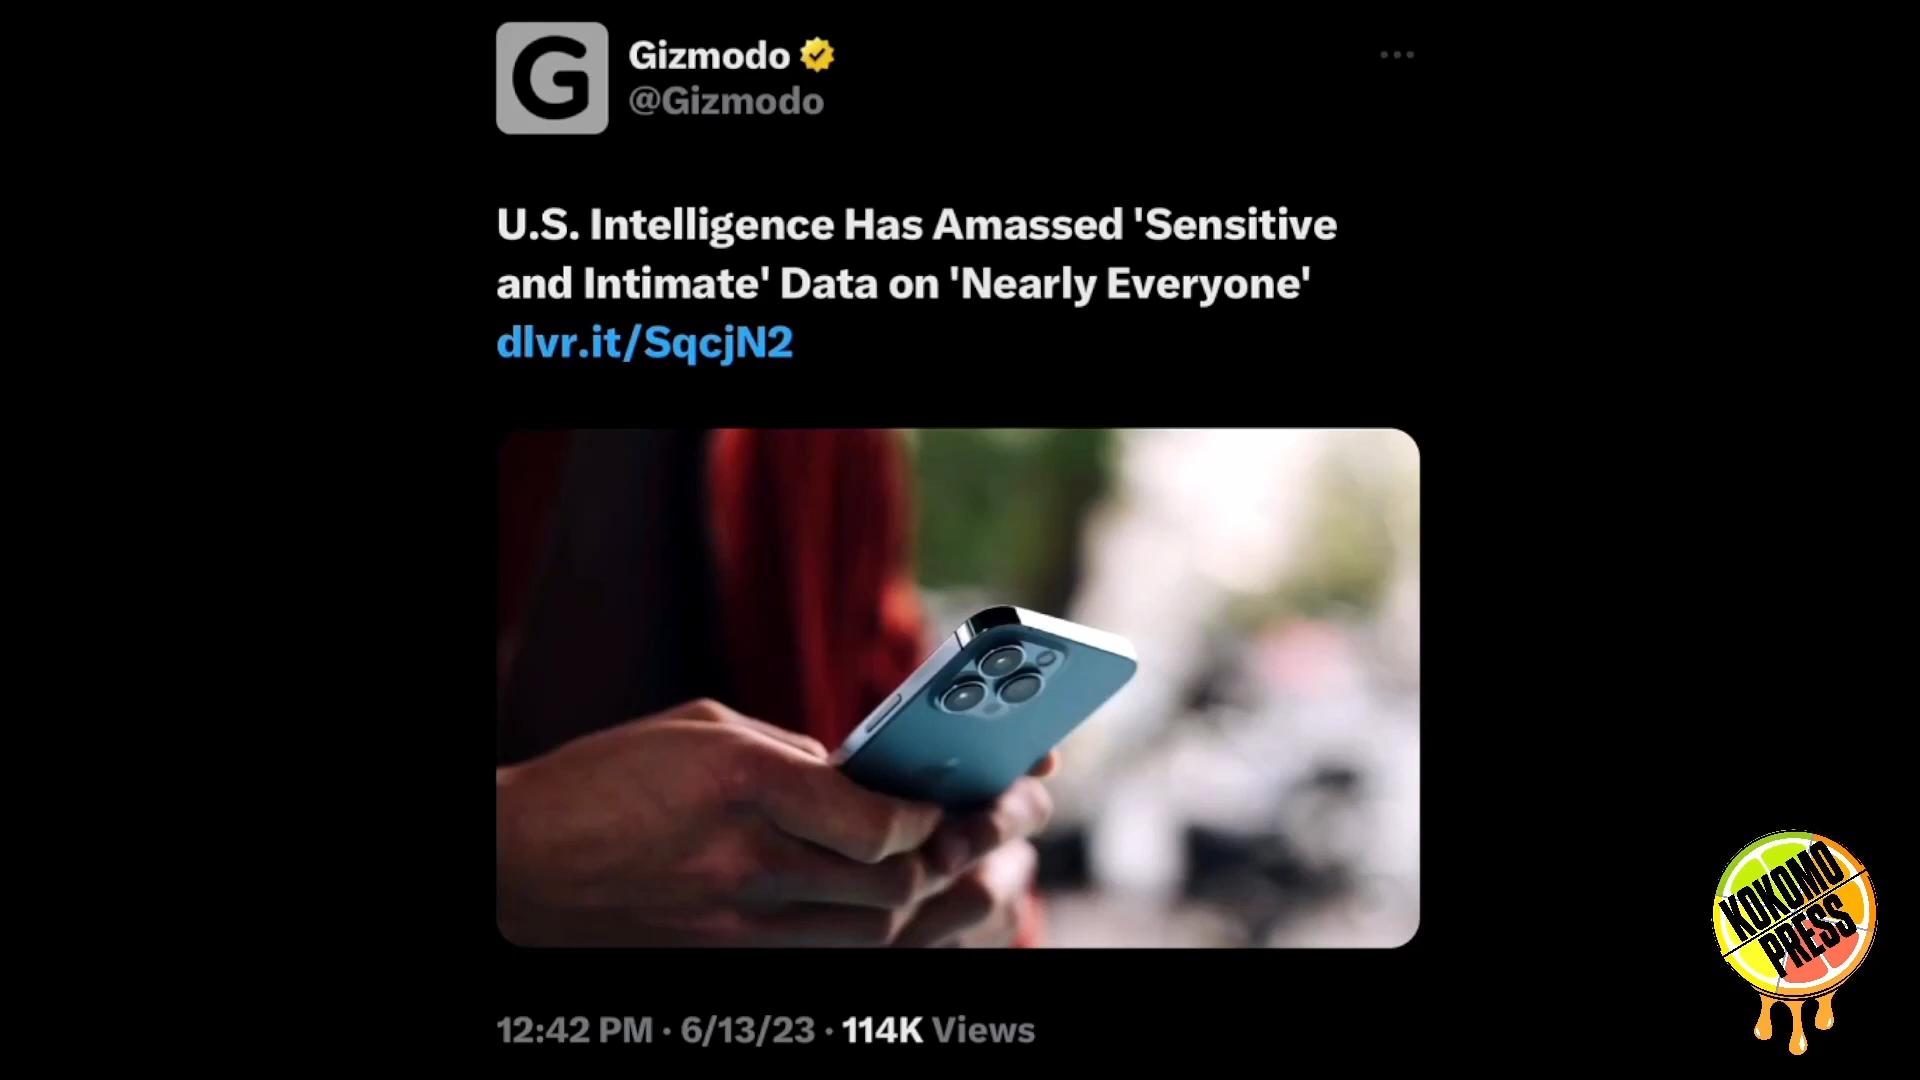 G
Gizmodo
@Gizmodo
U.S. Intelligence Has Amassed 'Sensitive
and Intimate' Data on 'Nearly Everyone'
dlvr.it/SqcjN2
12:42 PM · 6/13/23 · 114K Views
KOKOMO
PRESS